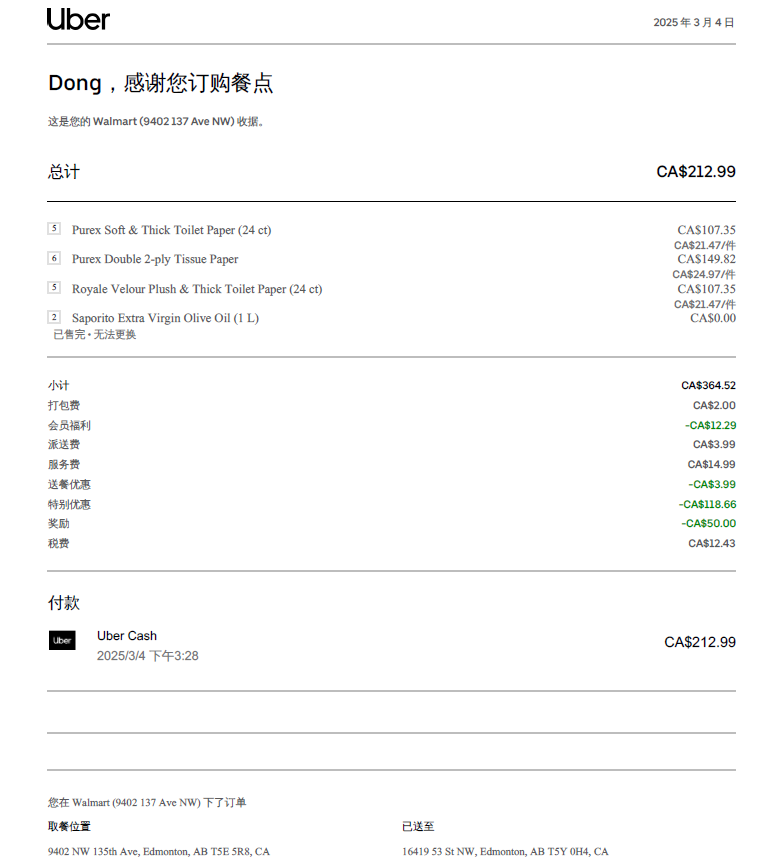 Uber 2025 年 3 月 4 日
Dong，感谢您订购餐点
这是您的 Walmart (9402 137 Ave NW) 收据。
总计 CA$212.99
5 Purex Soft & Thick Toilet Paper (24 ct) CA$107.35
CA$21.47/件
6 Purex Double 2-ply Tissue Paper CA$149.82
CA$24.97/件
5 Royale Velour Plush & Thick Toilet Paper (24 ct) CA$107.35
CA$21.47/件
2 Saporito Extra Virgin Olive Oil (1 L) CA$0.00
已售完 • 无法更换
小计 CA$364.52
打包费 CA$2.00
会员福利 -CA$12.29
派送费 CA$3.99
服务费 CA$14.99
送餐优惠 -CA$3.99
特别优惠 -CA$118.66
奖励 -CA$50.00
税费 CA$12.43
付款
Uber Uber Cash CA$212.99
2025/3/4 下午3:28
您在 Walmart (9402 137 Ave NW) 下了订单
取餐位置 已送至
9402 NW 135th Ave, Edmonton, AB T5E 5R8, CA 16419 53 St NW, Edmonton, AB T5Y 0H4, CA